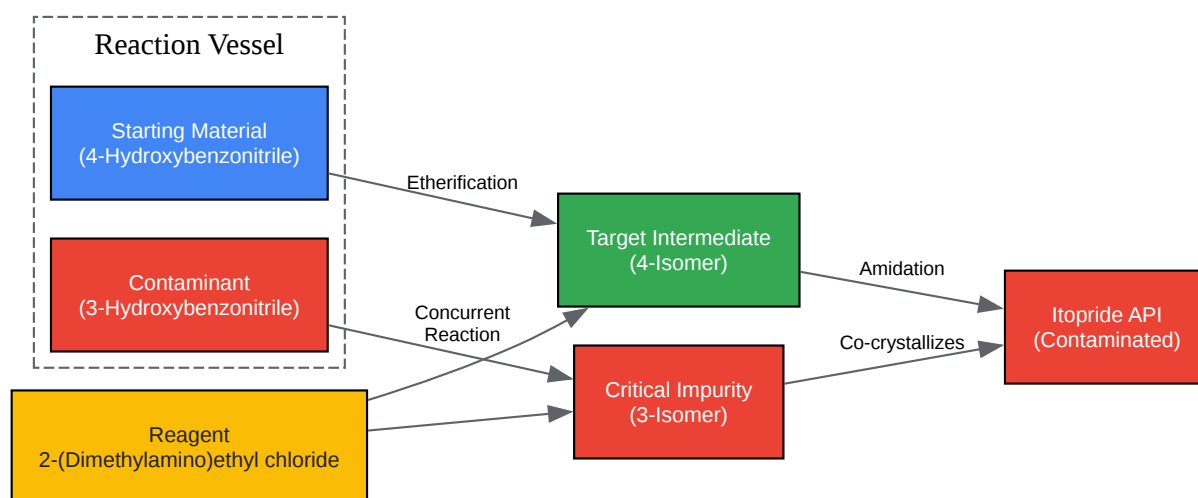 Reaction Vessel
Starting Material
(4-Hydroxybenzonitrile)
Etherification
Contaminant
(3-Hydroxybenzonitrile)
Concurrent
Reaction
Reagent
2-(Dimethylamino)ethyl chloride
Target Intermediate
(4-Isomer)
Amidation
Critical Impurity
(3-Isomer)
Co-crystallizes
Itopride API
(Contaminated)